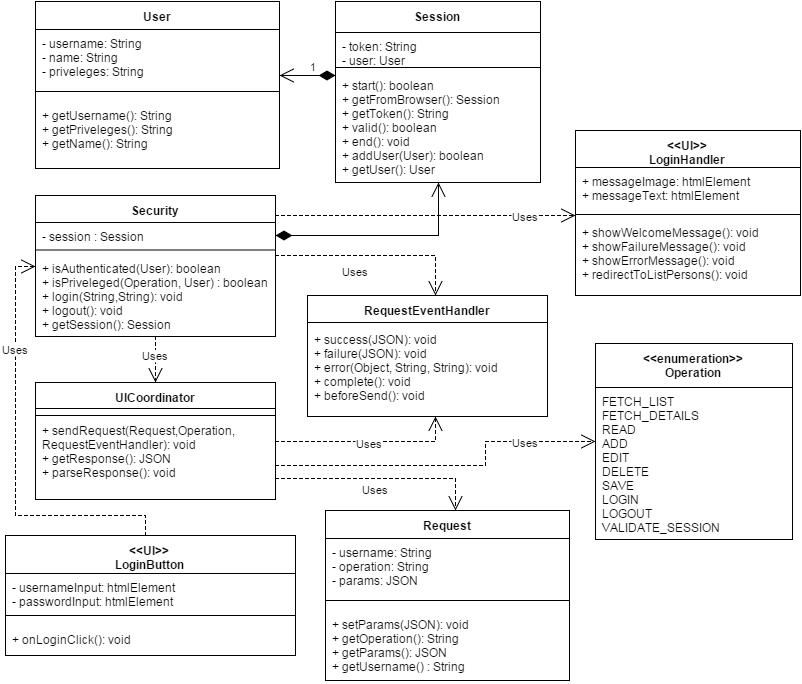 User
- username: String
- name: String
- priveleges: String
+ getUsername(): String
+ getPriveleges(): String
+ getName(): String
1
Session
- token: String
- user: User
+ start(): boolean
+ getFromBrowser(): Session
+ getToken(): String
+ valid(): boolean
+ end(): void
+ addUser(User): boolean
+ getUser(): User
<<UI>>
LoginHandler
+ messageImage: htmlElement
+ messageText: htmlElement
+ showWelcomeMessage(): void
+ showFailureMessage(): void
+ showErrorMessage(): void
+ redirectToListPersons(): void
Security
- session : Session
+ isAuthenticated(User): boolean
+ isPriveleged(Operation, User) : boolean
+ login(String,String): void
+ logout(): void
+ getSession(): Session
Uses
Uses
Uses
Uses
RequestEventHandler
+ success(JSON): void
+ failure(JSON): void
+ error(Object, String, String): void
+ complete(): void
+ beforeSend(): void
<<enumeration>>
Operation
FETCH_LIST
FETCH_DETAILS
READ
ADD
EDIT
DELETE
SAVE
LOGIN
LOGOUT
VALIDATE_SESSION
UICoordinator
+ sendRequest(Request,Operation,
RequestEventHandler): void
+ getResponse(): JSON
+ parseResponse(): void
Uses
Uses
Uses
Request
- username: String
- operation: String
- params: JSON
+ setParams(JSON): void
+ getOperation(): String
+ getParams(): JSON
+ getUsername() : String
<<UI>>
LoginButton
- usernameInput: htmlElement
- passwordInput: htmlElement
+ onLoginClick(): void